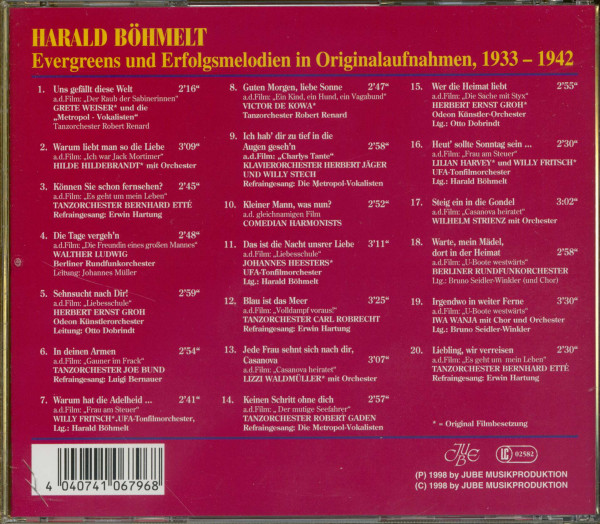 HARALD BÖHMELT
Evergreens und Erfolgsmelodien in Originalaufnahmen, 1933 – 1942
1. Uns gefällt diese Welt 2'16"
a.d.Film: „Der Raub der Sabinerinnen"
GRETE WEISER* und die
„Metropol - Vokalisten"
Tanzorchester Robert Renard
2. Warum liebt man so die Liebe 3'09"
a.d.Film: „Ich war Jack Mortimer"
HILDE HILDEBRANDT* mit Orchester
3. Können Sie schon fernsehen? 2'45"
a.d.Film: „Es geht um mein Leben"
TANZORCHESTER BERNHARD ETTÉ
Refraingesang: Erwin Hartung
4. Die Tage vergeh'n 2'48"
a.d.Film: „Die Freundin eines großen Mannes"
WALTHER LUDWIG
Berliner Rundfunkorchester
Leitung: Johannes Müller
5. Sehnsucht nach Dir! 2'59"
a.d.Film: „Liebesschule"
HERBERT ERNST GROH
Odeon Künstlerorchester
Leitung: Otto Dobrindt
6. In deinen Armen 2'54"
a.d.Film: „Gauner im Frack"
TANZORCHESTER JOE BUND
Refraingesang: Luigi Bernauer
7. Warum hat die Adelheid ... 2'41"
a.d.Film: „Frau am Steuer"
WILLY FRITSCH*,UFA-Tonfilmorchester,
Ltg.: Harald Böhmelt
8. Guten Morgen, liebe Sonne 2'47"
a.d.Film: „Ein Kind, ein Hund, ein Vagabund"
VICTOR DE KOWA*
Tanzorchester Robert Renard
9. Ich hab' dir zu tief in die
Augen geseh'n 2'58"
a.d.Film: „Charlys Tante"
KLAVIERORCHESTER HERBERT JÄGER
UND WILLY STECH
Refraingesang: Die Metropol-Vokalisten
10. Kleiner Mann, was nun? 2'52"
a.d. gleichnamigen Film
COMEDIAN HARMONISTS
11. Das ist die Nacht unsrer Liebe 3'11"
a.d.Film: „Liebesschule"
JOHANNES HEESTERS*
UFA-Tonfilmorchester
Ltg.: Harald Böhmelt
12. Blau ist das Meer 3'25"
a.d.Film: „Volldampf voraus!"
TANZORCHESTER CARL ROBRECHT
Refraingesang: Erwin Hartung
13. Jede Frau sehnt sich nach dir,
Casanova 3'07"
a.d.Film: „Casanova heiratet"
LIZZI WALDMÜLLER* mit Orchester
14. Keinen Schritt ohne dich 2'57"
a.d.Film: „ Der mutige Seefahrer"
TANZORCHESTER ROBERT GADEN
Refraingesang: Die Metropol-Vokalisten
15. Wer die Heimat liebt 2'55"
a.d.Film: „Die Sache mit Styx"
HERBERT ERNST GROH*
Odeon Künstler-Orchester
Ltg.: Otto Dobrindt
16. Heut' sollte Sonntag sein ... 2'30"
a.d.Film: „Frau am Steuer"
LILIAN HARVEY* und WILLY FRITSCH*
UFA-Tonfilmorchester
Ltg.: Harald Böhmelt
17. Steig ein in die Gondel 3:02"
a.d.Film: „Casanova heiratet"
WILHELM STRIENZ mit Orchester
18. Warte, mein Mädel,
dort in der Heimat 2'58"
a.d.Film: „U-Boote westwärts"
BERLINER RUNDFUNKORCHESTER
Ltg.: Bruno Seidler-Winkler (und Chor)
19. Irgendwo in weiter Ferne 3'30"
a.d.Film: „U-Boote westwärts"
IWA WANJA mit Chor und Orchester
Ltg.: Bruno Seidler-Winkler
20. Liebling, wir verreisen 2'30"
a.d.Film: „Es geht um mein Leben"
TANZORCHESTER BERNHARD ETTÉ
Refraingesang: Erwin Hartung
* = Original Filmbesetzung
4 040741 067968
JUBE
LC 02582
(P) 1998 by JUBE MUSIKPRODUKTION
(C) 1998 by JUBE MUSIKPRODUKTION